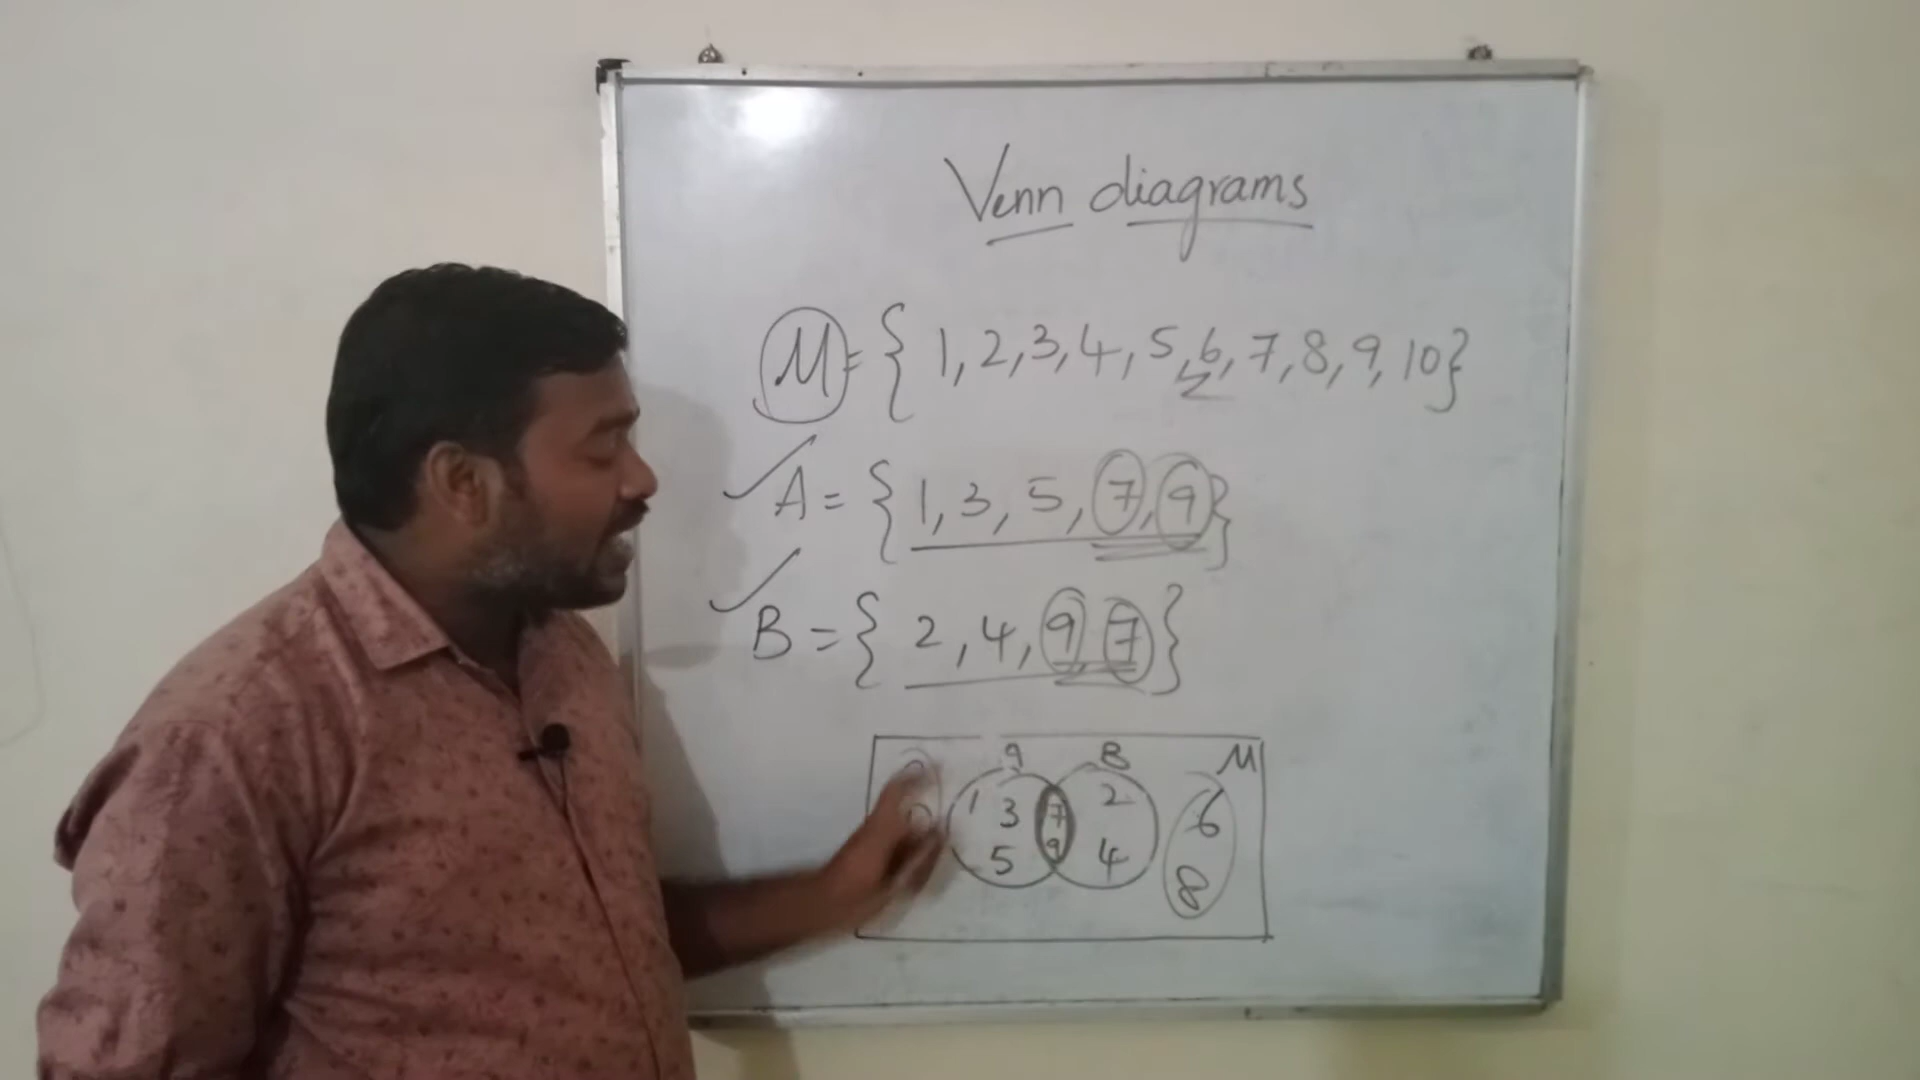 Venn diagrams
M = { 1, 2, 3, 4, 5, 6, 7, 8, 9, 10 }
A = { 1, 3, 5, 7, 9 }
B = { 2, 4, 9, 7 }
9 B M
1 3 7 2 6
5 9 4 8